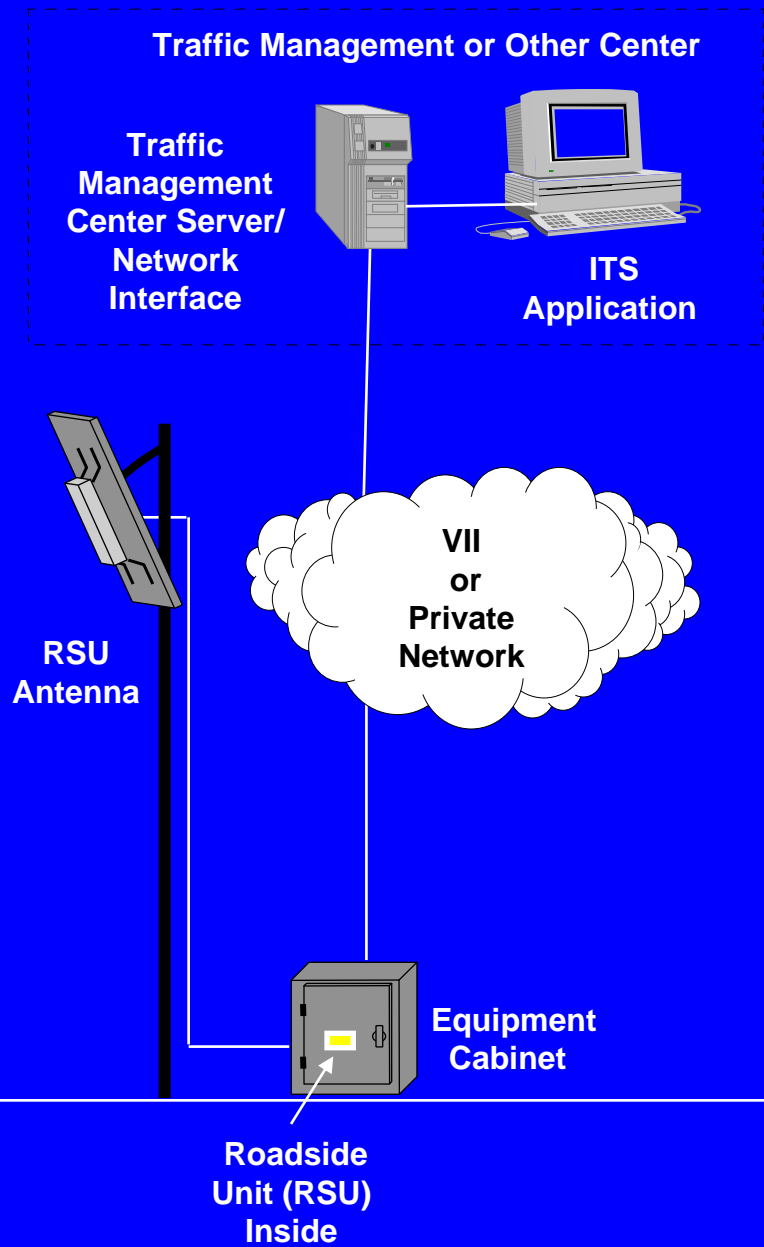 Traffic Management or Other Center
Traffic
Management
Center Server/
Network
Interface
ITS
Application
VII
or
Private
Network
RSU
Antenna
Equipment
Cabinet
Roadside
Unit (RSU)
Inside